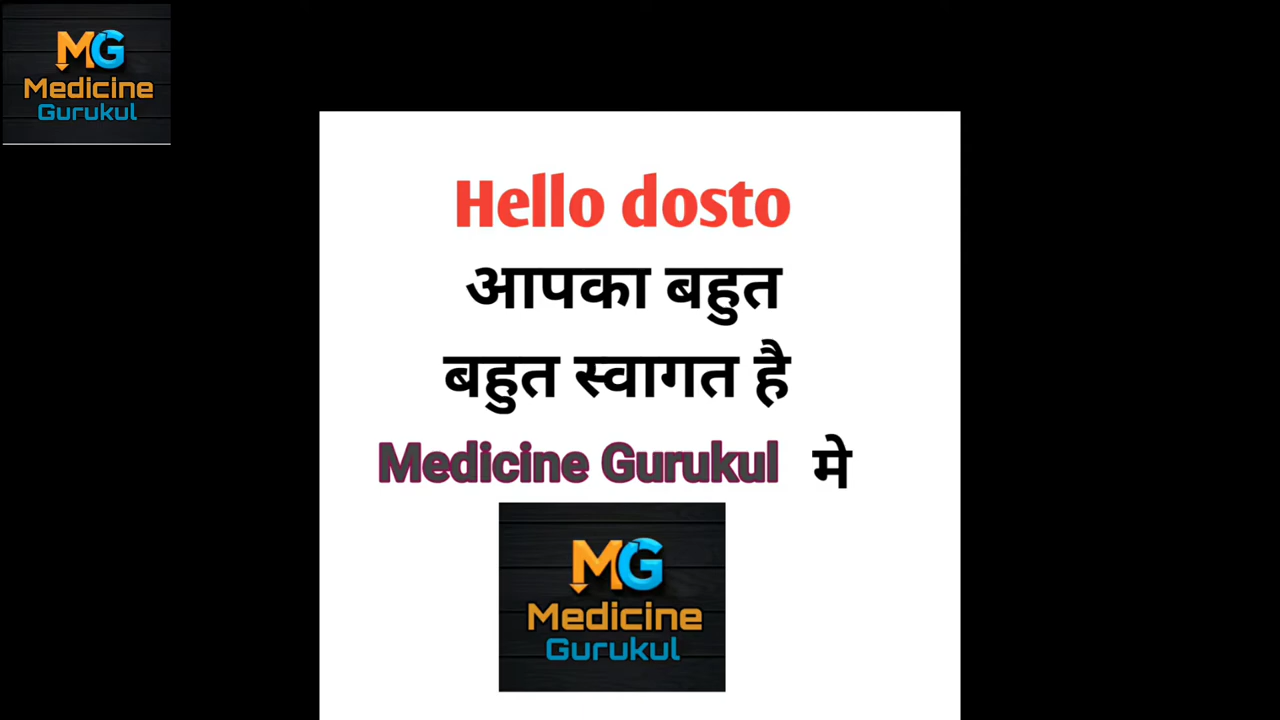 MG
Medicine
Gurukul
Hello dosto
आपका बहुत
बहुत स्वागत है
Medicine Gurukul मे
MG
Medicine
Gurukul